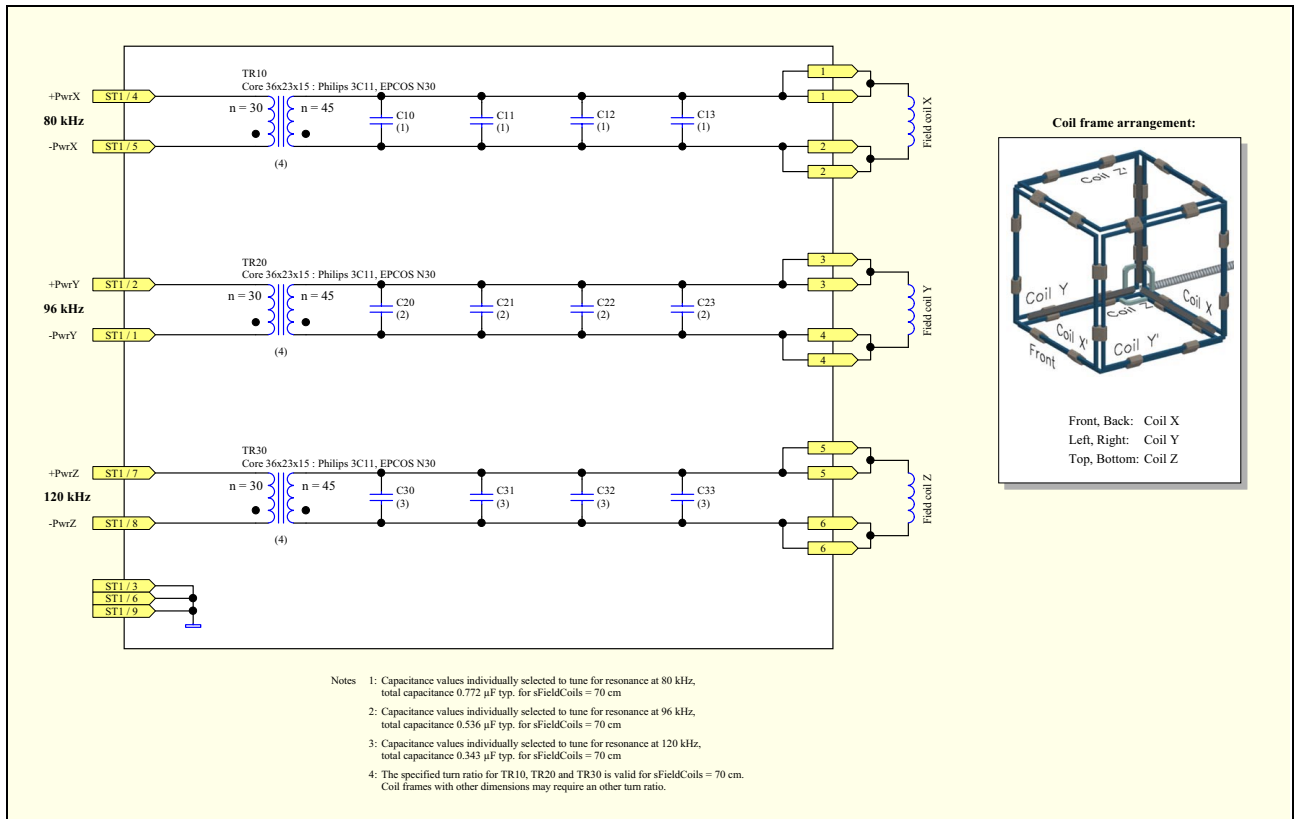 TR10
Core 36x23x15 : Philips 3C11, EPCOS N30
+PwrX
ST1 / 4
n = 30
n = 45
80 kHz
-PwrX
ST1 / 5
(4)
C10
(1)
C11
(1)
C12
(1)
C13
(1)
1
1
2
2
Field coil X
TR20
Core 36x23x15 : Philips 3C11, EPCOS N30
+PwrY
ST1 / 2
n = 30
n = 45
96 kHz
-PwrY
ST1 / 1
(4)
C20
(2)
C21
(2)
C22
(2)
C23
(2)
3
3
4
4
Field coil Y
TR30
Core 36x23x15 : Philips 3C11, EPCOS N30
+PwrZ
ST1 / 7
n = 30
n = 45
120 kHz
-PwrZ
ST1 / 8
(4)
C30
(3)
C31
(3)
C32
(3)
C33
(3)
5
5
6
6
Field coil Z
ST1 / 3
ST1 / 6
ST1 / 9
Coil frame arrangement:
Coil Z'
Coil Y
Coil Z
Coil X
Coil X'
Coil Y'
Front
Front, Back: Coil X
Left, Right: Coil Y
Top, Bottom: Coil Z
Notes 1: Capacitance values individually selected to tune for resonance at 80 kHz,
total capacitance 0.772 µF typ. for sFieldCoils = 70 cm
2: Capacitance values individually selected to tune for resonance at 96 kHz,
total capacitance 0.536 µF typ. for sFieldCoils = 70 cm
3: Capacitance values individually selected to tune for resonance at 120 kHz,
total capacitance 0.343 µF typ. for sFieldCoils = 70 cm
4: The specified turn ratio for TR10, TR20 and TR30 is valid for sFieldCoils = 70 cm.
Coil frames with other dimensions may require an other turn ratio.